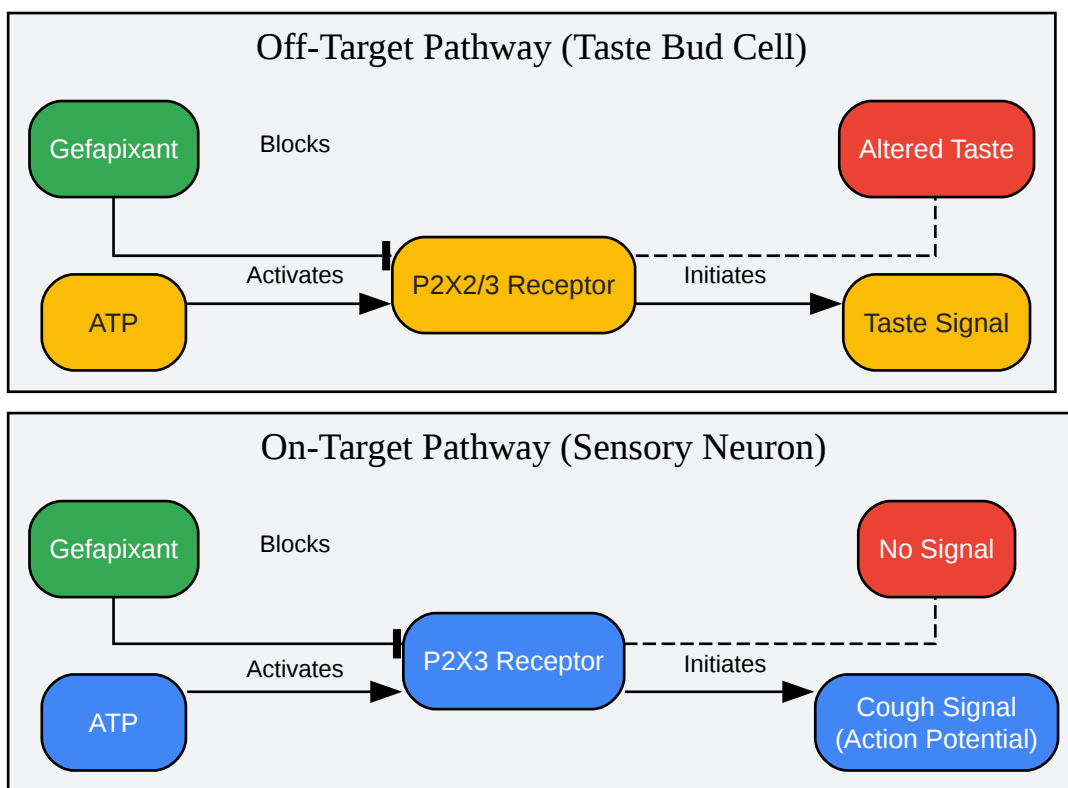 Off-Target Pathway (Taste Bud Cell)
Gefapixant
Blocks
Altered Taste
ATP
Activates
P2X2/3 Receptor
Initiates
Taste Signal
On-Target Pathway (Sensory Neuron)
Gefapixant
Blocks
No Signal
ATP
Activates
P2X3 Receptor
Initiates
Cough Signal
(Action Potential)